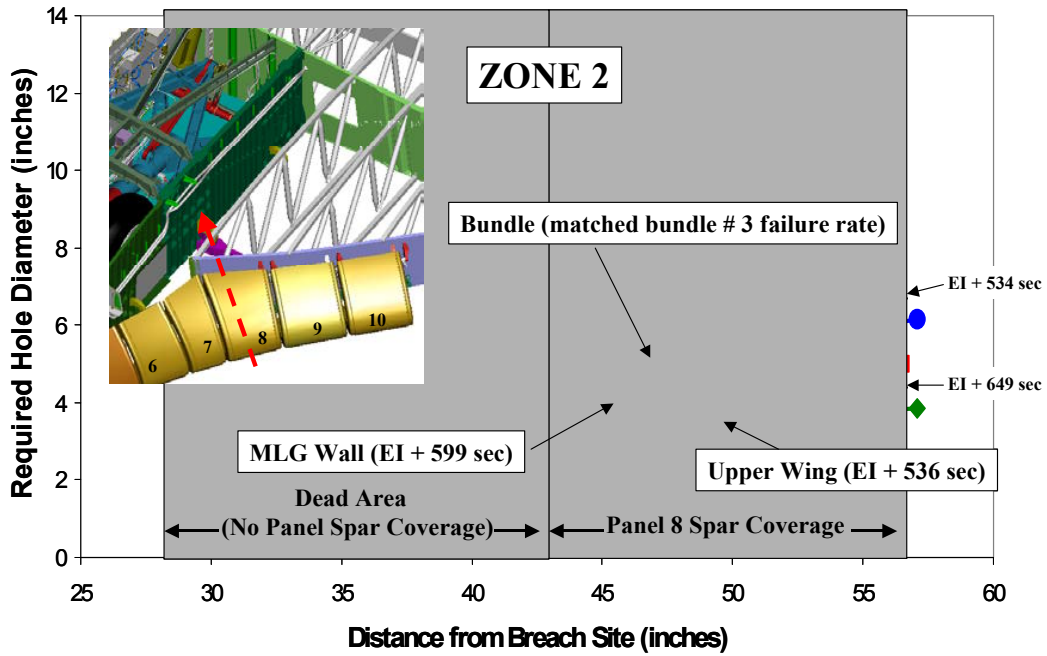 14
12
10
8
6
4
2
0
Required Hole Diameter (inches)
ZONE 2
6
7
8
9
10
Bundle (matched bundle # 3 failure rate)
EI + 534 sec
EI + 649 sec
MLG Wall (EI + 599 sec)
Upper Wing (EI + 536 sec)
Dead Area
(No Panel Spar Coverage)
Panel 8 Spar Coverage
25
30
35
40
45
50
55
60
Distance from Breach Site (inches)